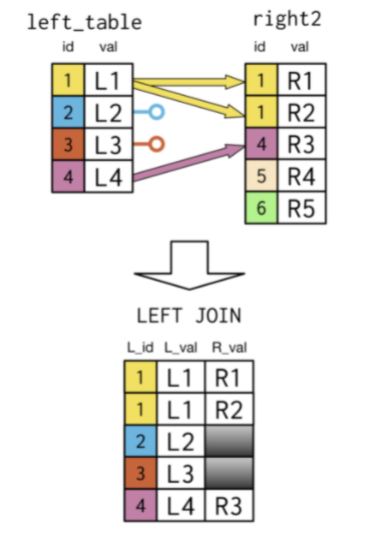 left_table right2
id val id val
1 L1 1 R1
2 L2 1 R2
3 L3 4 R3
4 L4 5 R4
6 R5
LEFT JOIN
L_id L_val R_val
1 L1 R1
1 L1 R2
2 L2
3 L3
4 L4 R3